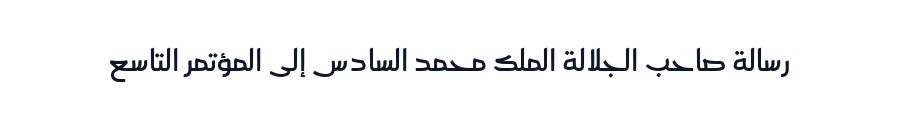 رسالة صاحب الجلالة الملك محمد السادس إلى المؤتمر التاسع